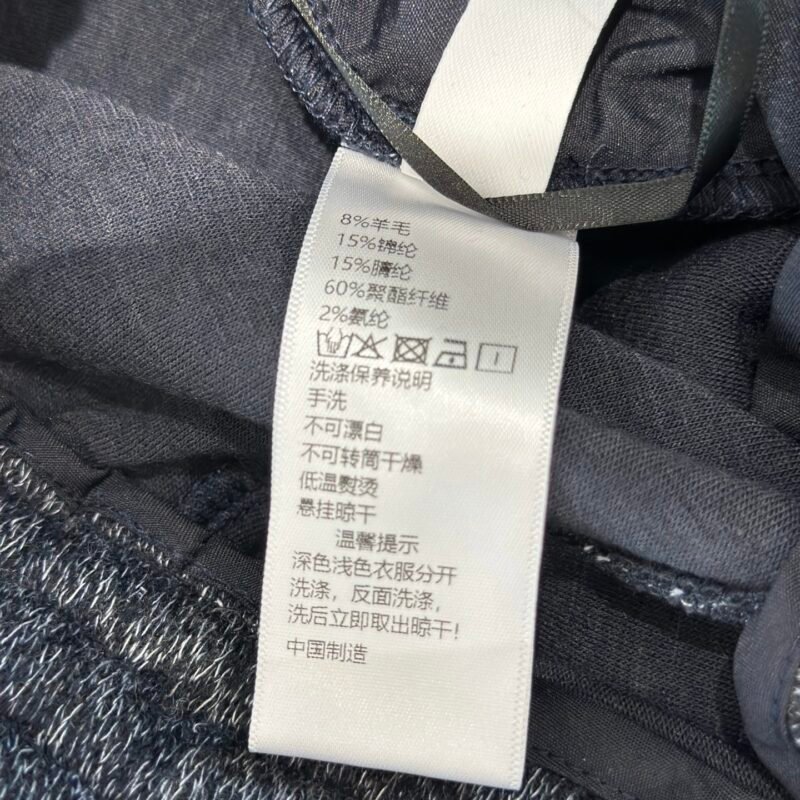 8%羊毛
15%锦纶
15%腈纶
60%聚酯纤维
2%氨纶
洗涤保养说明
手洗
不可漂白
不可转筒干燥
低温熨烫
悬挂晾干
温馨提示
深色浅色衣服分开
洗涤，反面洗涤，
洗后立即取出晾干！
中国制造